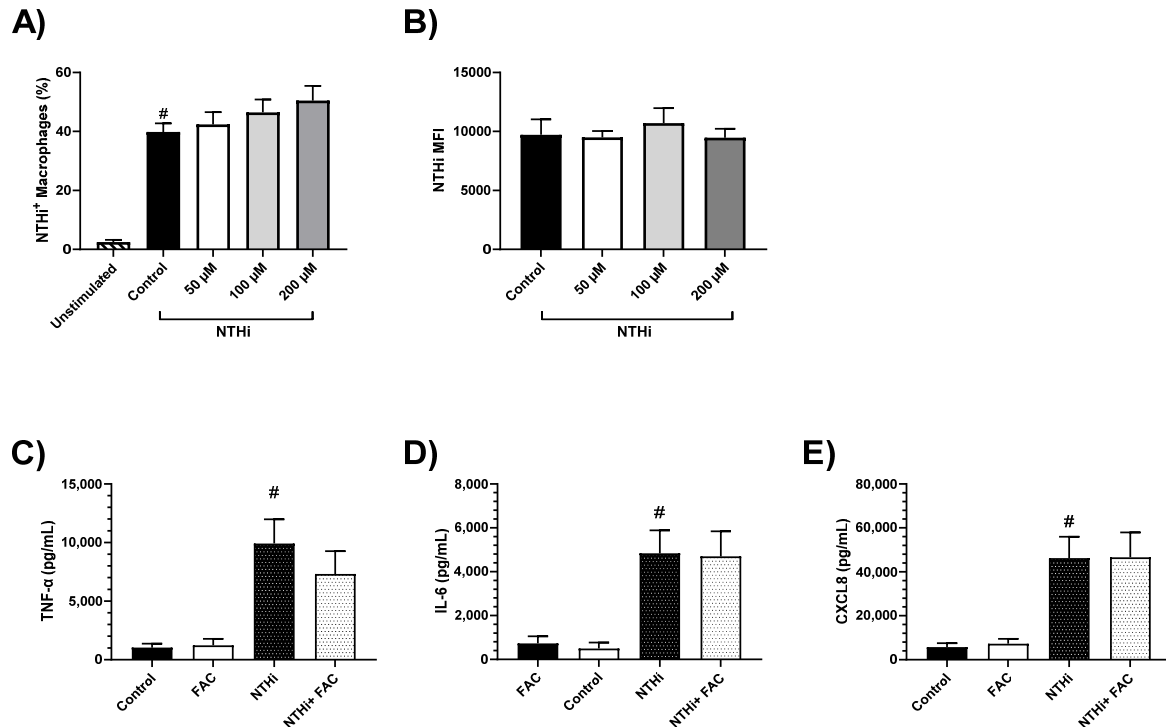 A)
NTHi⁺ Macrophages (%)
60
40
20
0
#
Unstimulated
Control
50 µM
100 µM
200 µM
NTHi
B)
NTHi MFI
15000
10000
5000
0
Control
50 µM
100 µM
200 µM
NTHi
C)
TNF-α (pg/mL)
15,000
10,000
5,000
0
#
Control
FAC
NTHi
NTHi+ FAC
D)
IL-6 (pg/mL)
8,000
6,000
4,000
2,000
0
#
FAC
Control
NTHi
NTHi+ FAC
E)
CXCL8 (pg/mL)
80,000
60,000
40,000
20,000
0
#
Control
FAC
NTHi
NTHi+ FAC